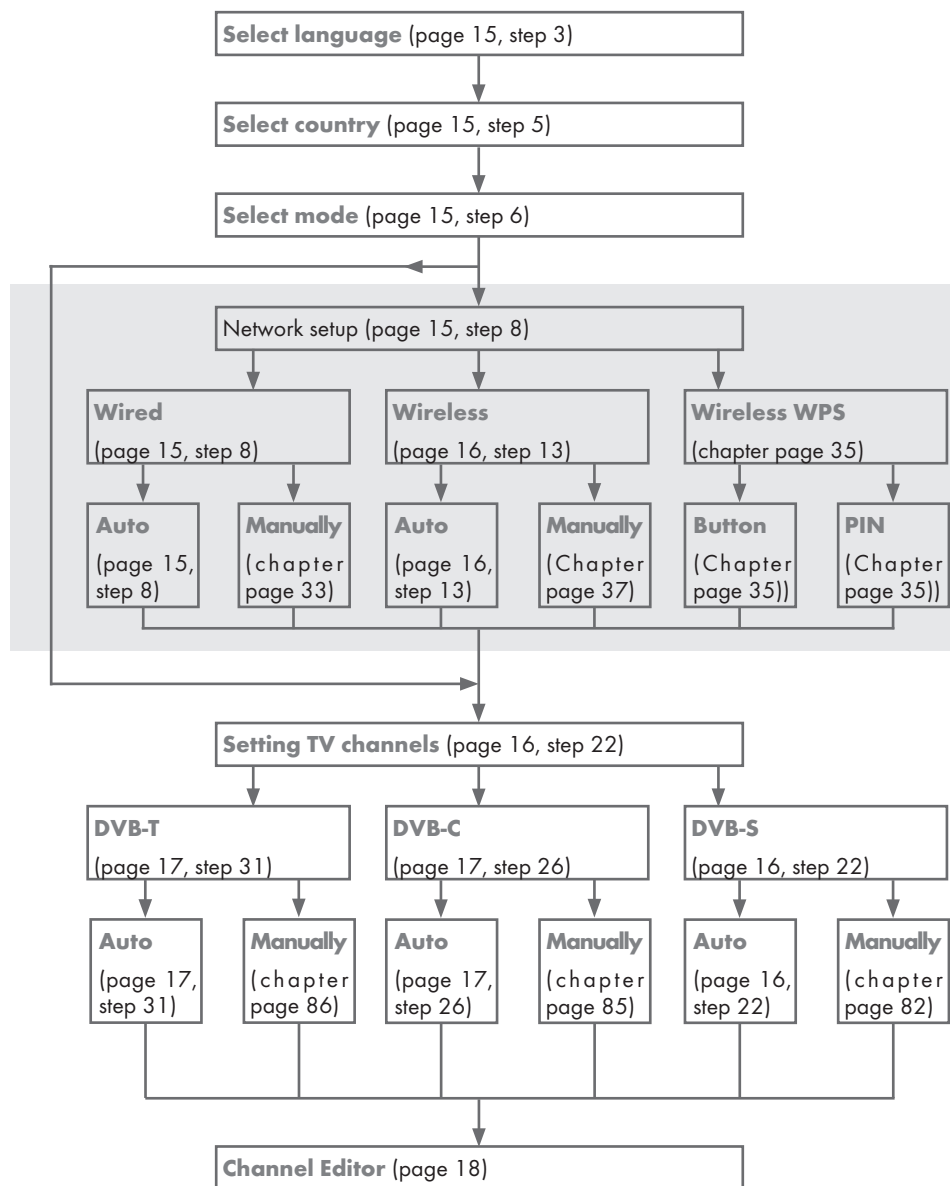 Select language (page 15, step 3)
Select country (page 15, step 5)
Select mode (page 15, step 6)
Network setup (page 15, step 8)
Wired
(page 15, step 8)
Wireless
(page 16, step 13)
Wireless WPS
(chapter page 35)
Auto
(page 15,
step 8)
Manually
(chapter
page 33)
Auto
(page 16,
step 13)
Manually
(Chapter
page 37)
Button
(Chapter
page 35))
PIN
(Chapter
page 35))
Setting TV channels (page 16, step 22)
DVB-T
(page 17, step 31)
DVB-C
(page 17, step 26)
DVB-S
(page 16, step 22)
Auto
(page 17,
step 31)
Manually
(chapter
page 86)
Auto
(page 17,
step 26)
Manually
(chapter
page 85)
Auto
(page 16,
step 22)
Manually
(chapter
page 82)
Channel Editor (page 18)